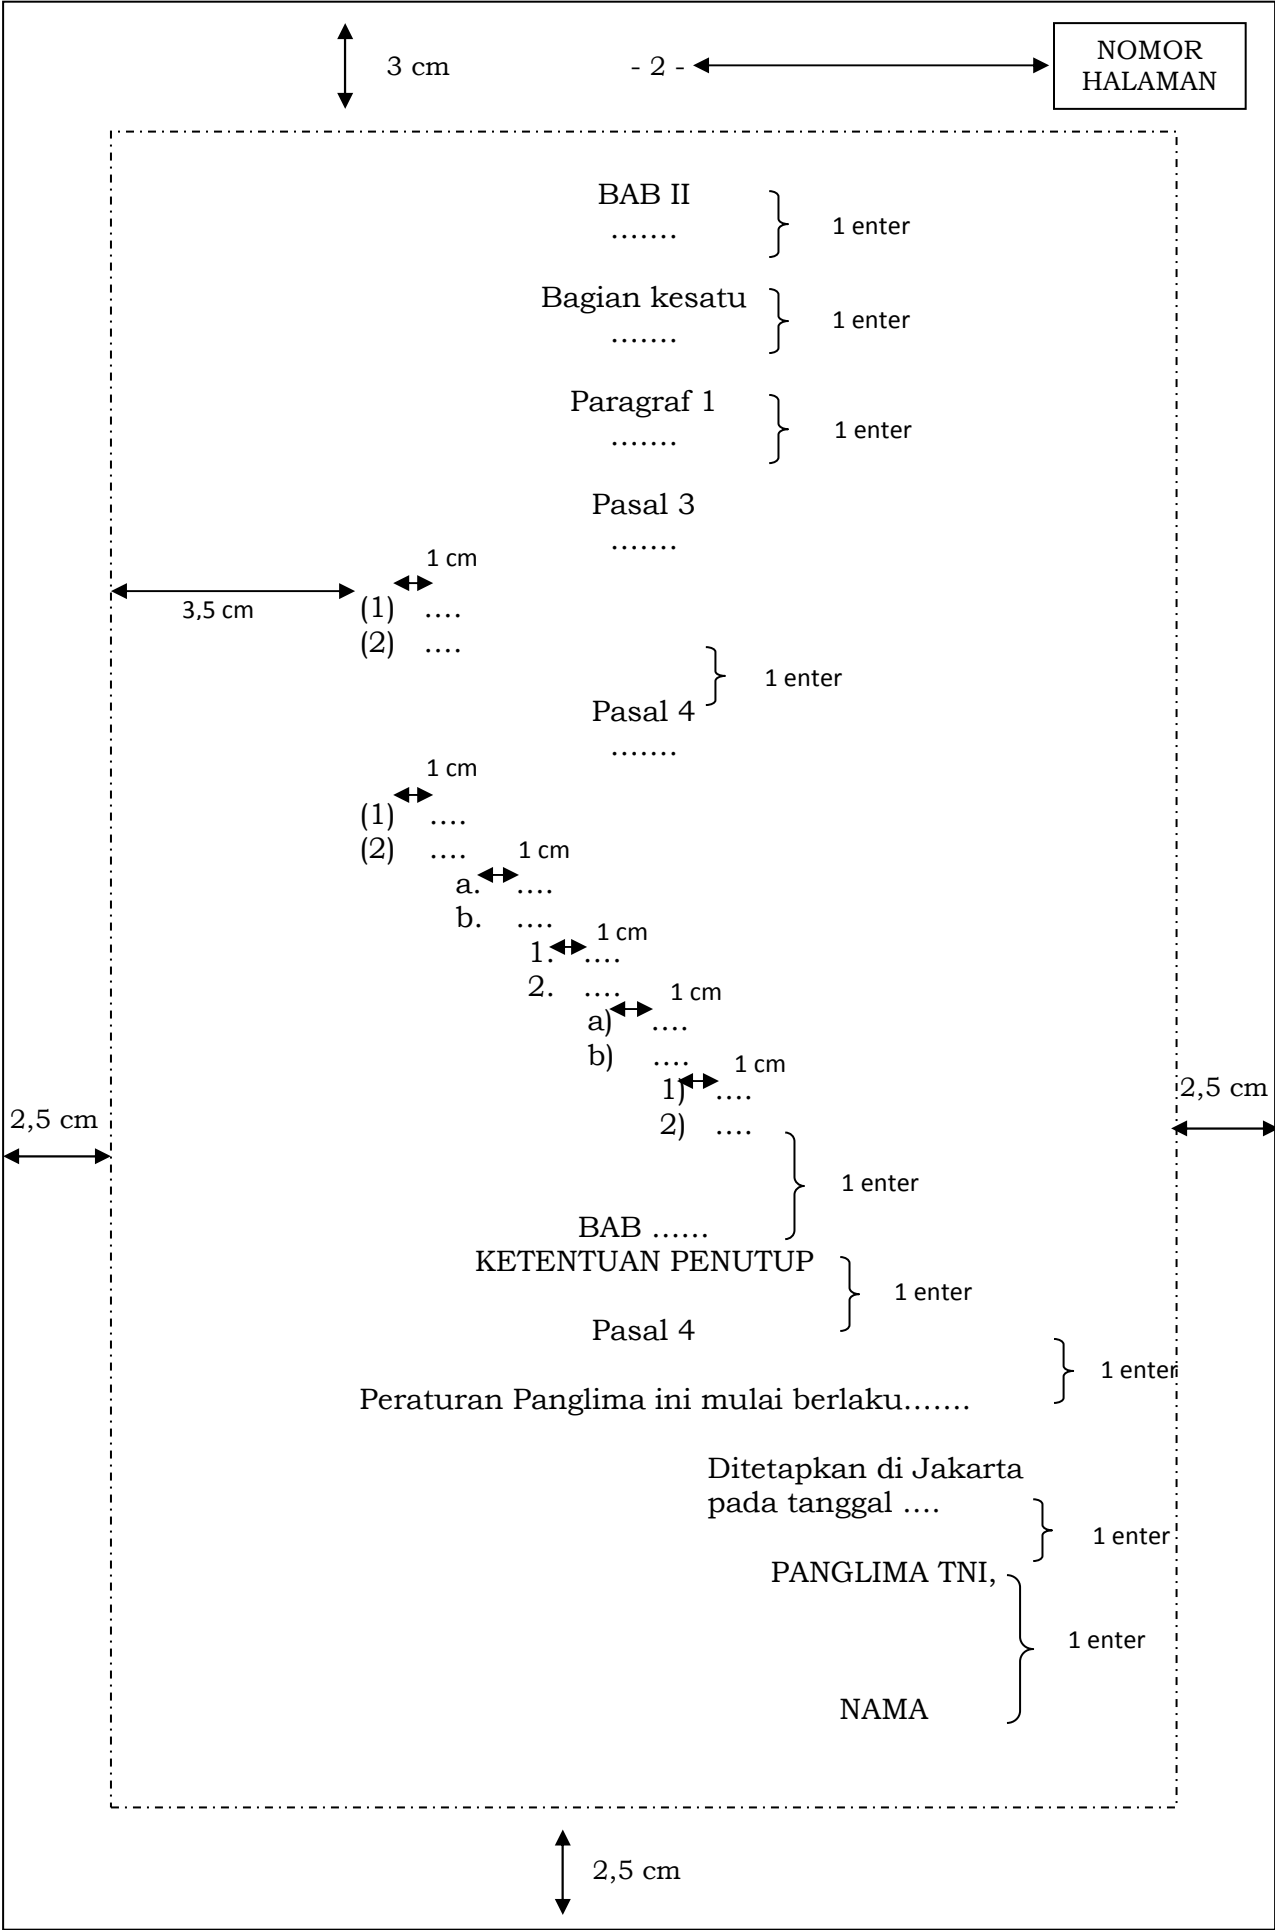 3 cm
- 2 -
NOMOR
HALAMAN
BAB II
.......
1 enter
Bagian kesatu
.......
1 enter
Paragraf 1
.......
1 enter
Pasal 3
.......
1 cm
3,5 cm
(1) ....
(2) ....
1 enter
Pasal 4
.......
1 cm
(1) ....
(2) ....
1 cm
a. ....
b. ....
1 cm
1. ....
2. ....
1 cm
a) ....
b) ....
1 cm
1) ....
2) ....
2,5 cm
2,5 cm
1 enter
BAB ......
KETENTUAN PENUTUP
1 enter
Pasal 4
1 enter
Peraturan Panglima ini mulai berlaku.......
Ditetapkan di Jakarta
pada tanggal ....
1 enter
PANGLIMA TNI,
1 enter
NAMA
2,5 cm